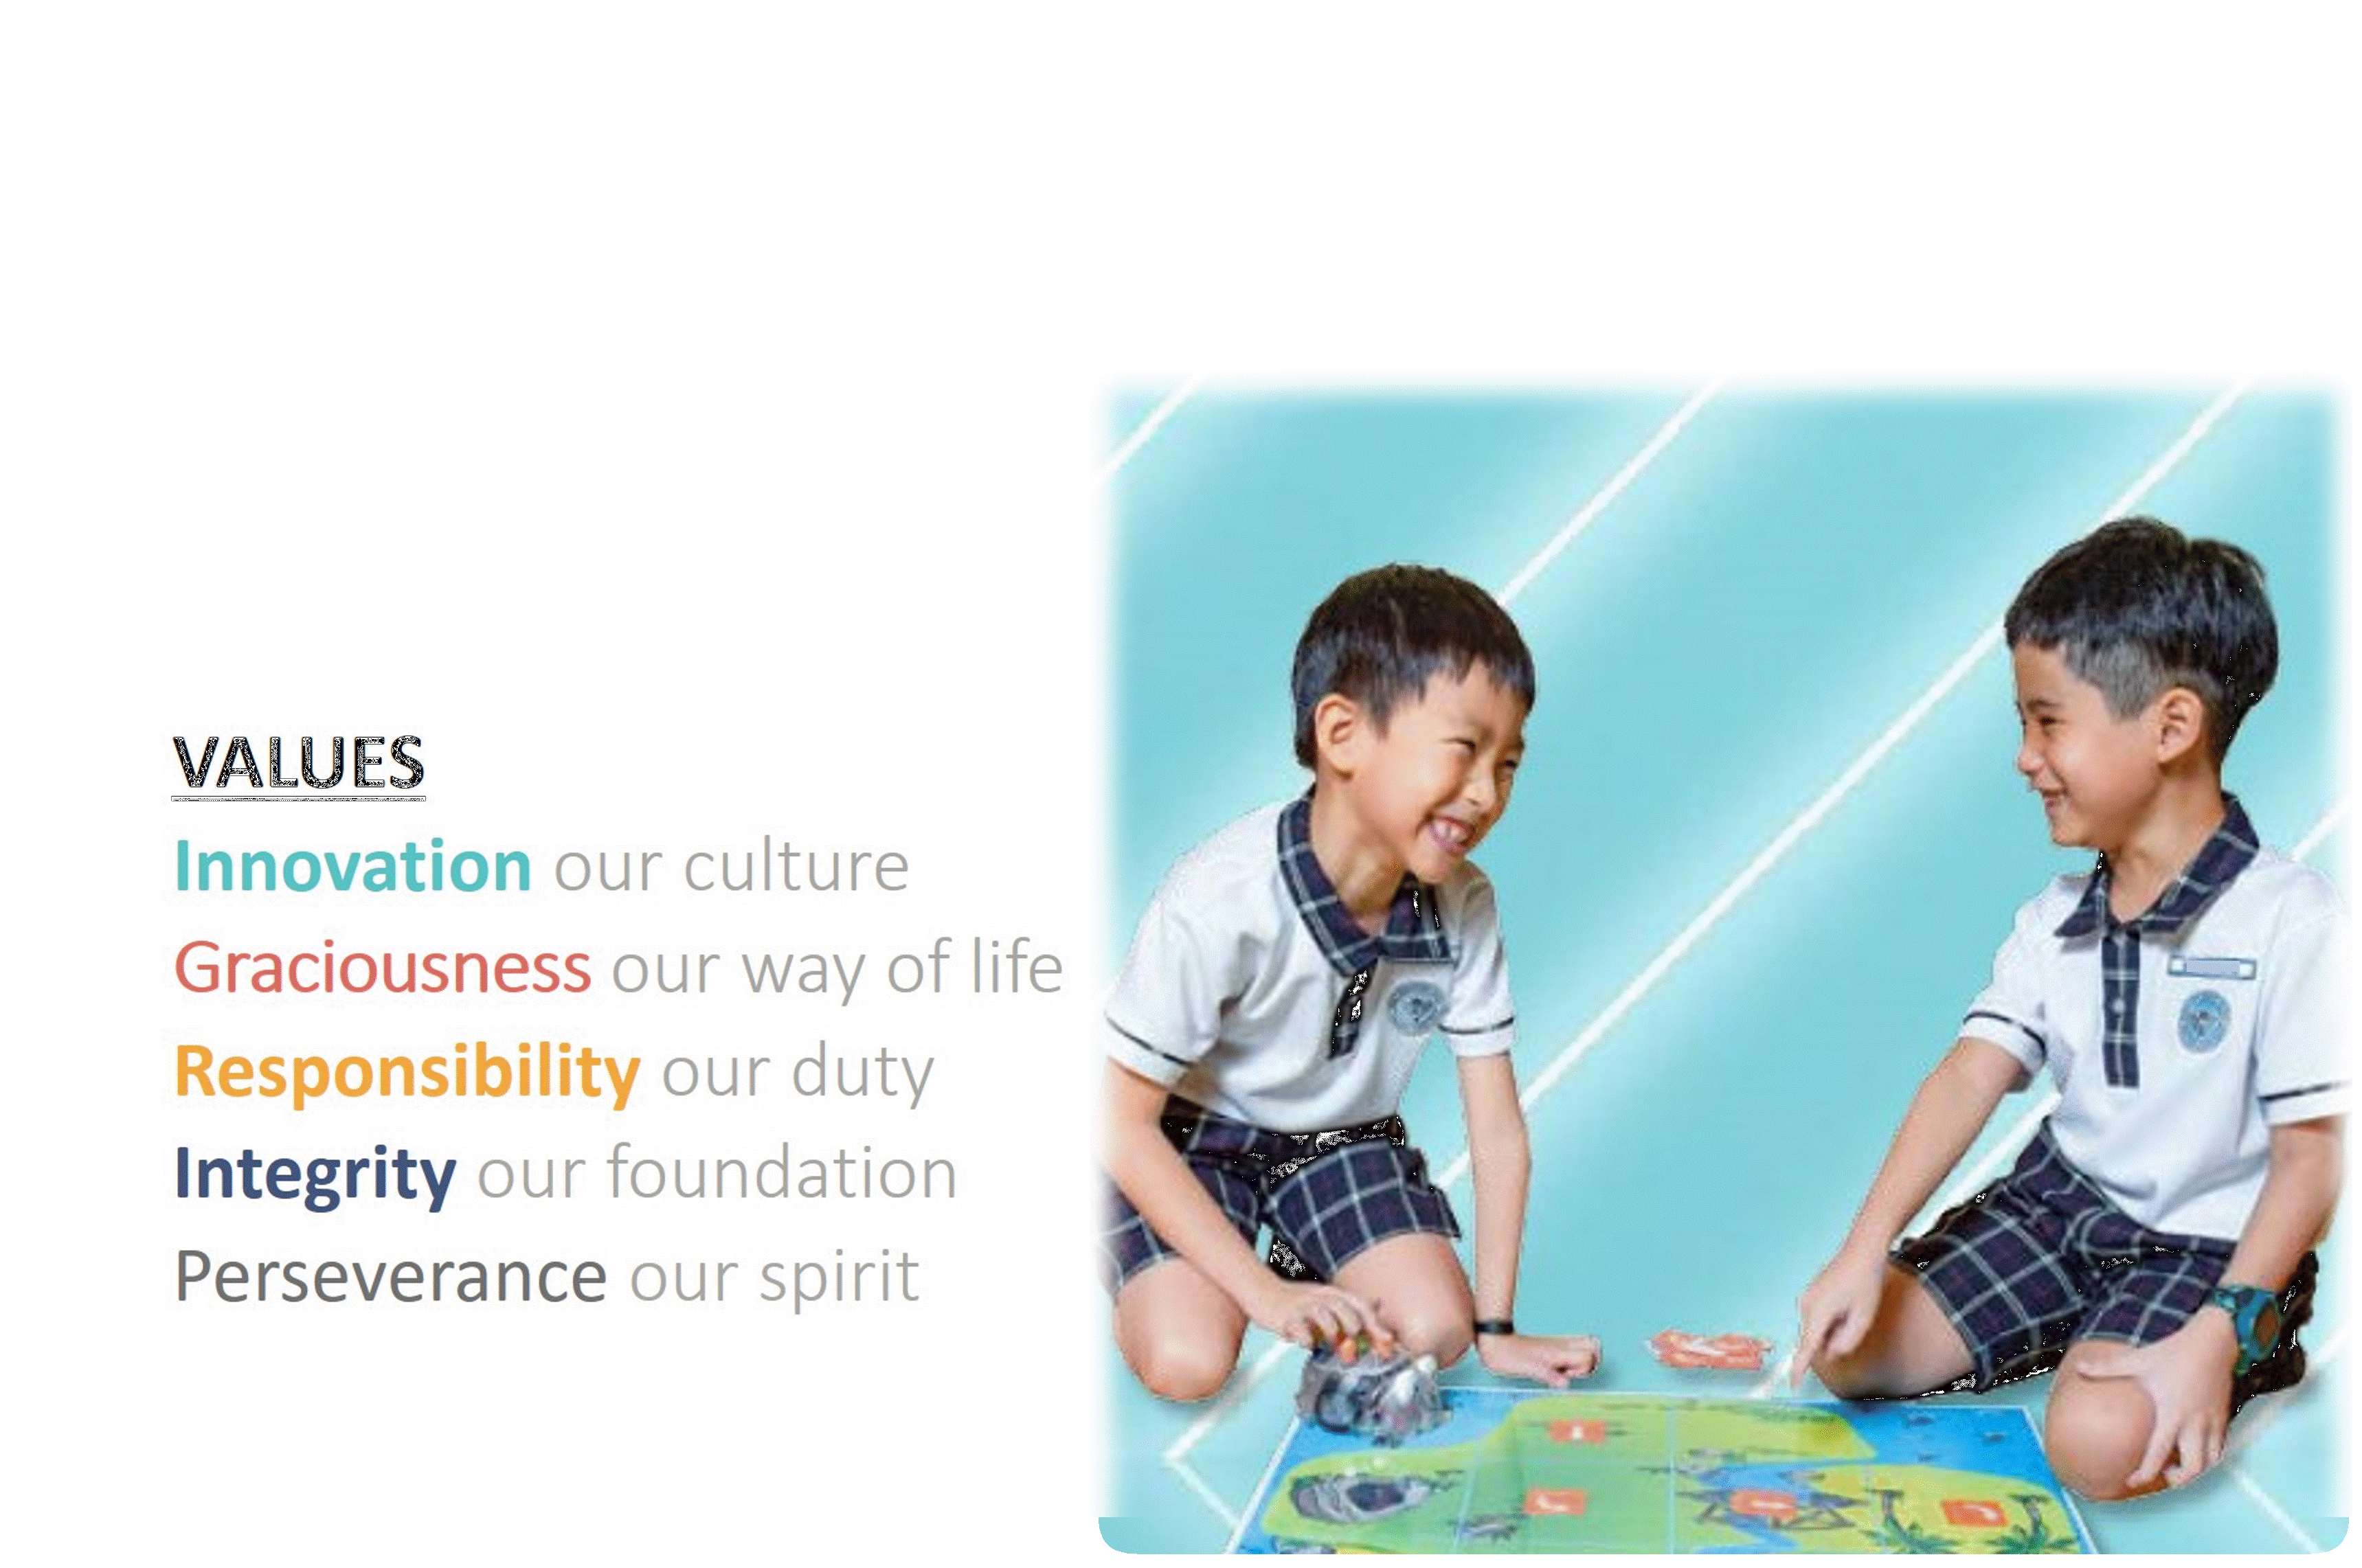 VALUES
Innovation our culture
Graciousness our way of life
Responsibility our duty
Integrity our foundation
Perseverance our spirit